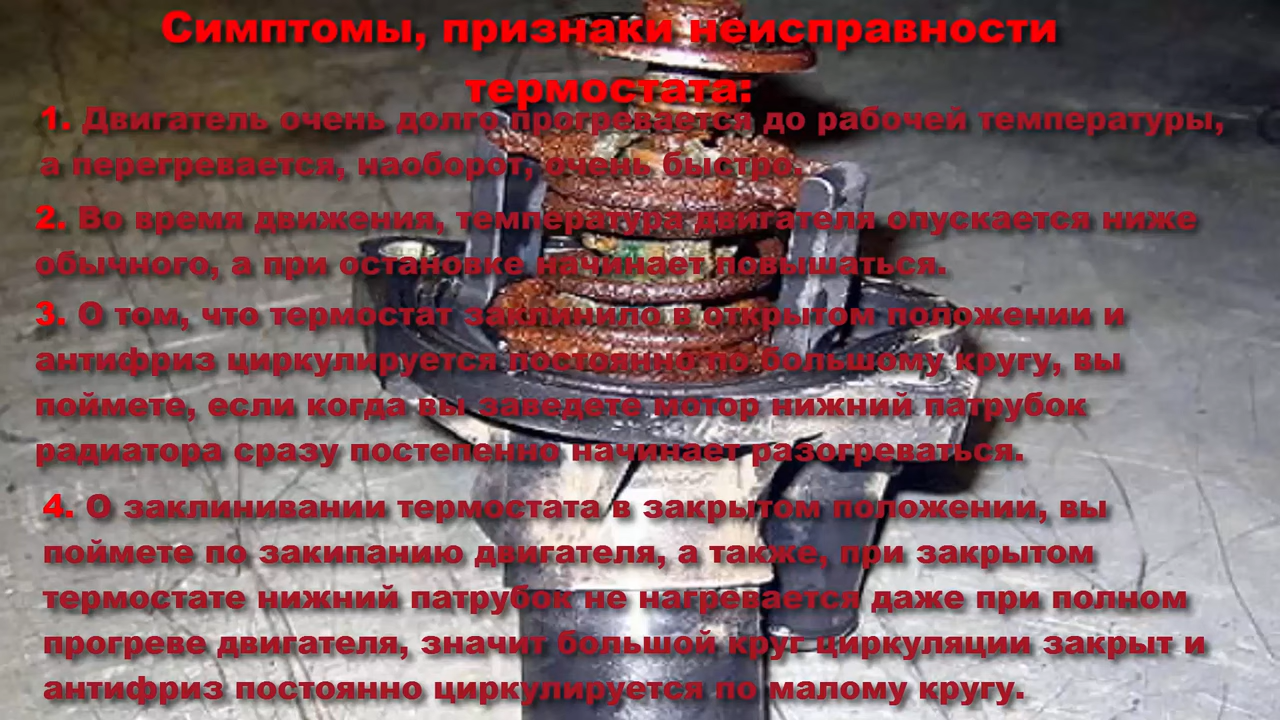 Симптомы, признаки неисправности
термостата:
1. Двигатель очень долго прогревается до рабочей температуры,
а перегревается, наоборот, очень быстро.
2. Во время движения, температура двигателя опускается ниже
обычного, а при остановке начинает повышаться.
3. О том, что термостат заклинило в открытом положении и
антифриз циркулируется постоянно по большому кругу, вы
поймете, если когда вы заведете мотор нижний патрубок
радиатора сразу постепенно начинает разогреваться.
4. О заклинивании термостата в закрытом положении, вы
поймете по закипанию двигателя, а также, при закрытом
термостате нижний патрубок не нагревается даже при полном
прогреве двигателя, значит большой круг циркуляции закрыт и
антифриз постоянно циркулируется по малому кругу.